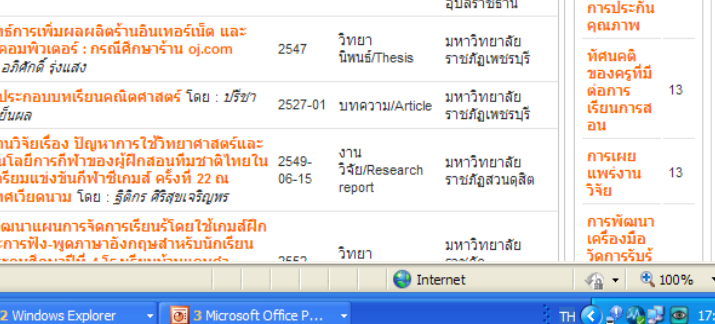 อุบลราชธานี
ธ์การเพิ่มผลผลิตร้านอินเทอร์เน็ต และ
คอมพิวเตอร์ : กรณีศึกษาร้าน oj.com
อภิศักดิ์ รุ่งแสง
2547
วิทยา
นิพนธ์/Thesis
มหาวิทยาลัย
ราชภัฏเพชรบุรี
ประกอบบทเรียนคณิตศาสตร์ โดย : ปรีชา
ย็นผล
2527-01
บทความ/Article
มหาวิทยาลัย
ราชภัฏเพชรบุรี
านวิจัยเรื่อง ปัญหาการใช้วิทยาศาสตร์และ
นโลยีการกีฬาของผู้ฝึกสอนทีมชาติไทยใน
รียมแข่งขันกีฬาซีเกมส์ ครั้งที่ 22 ณ
ทศเวียดนาม โดย : ฐิติกร ศิริสุขเจริญพร
2549-
06-15
งาน
วิจัย/Research
report
มหาวิทยาลัย
ราชภัฏสวนดุสิต
ฒนาแผนการจัดการเรียนรู้โดยใช้เกมส์ฝึก
ะการฟัง-พูดภาษาอังกฤษสำหรับนักเรียน
2552
วิทยา
มหาวิทยาลัย
การประกัน
คุณภาพ
ทัศนคติ
ของครูที่มี
ต่อการ
เรียนการส
อน
13
การเผย
แพร่งาน
วิจัย
13
การพัฒนา
เครื่องมือ
วัดการรับรู้
Internet
100%
2 Windows Explorer
3 Microsoft Office P...
TH
17: